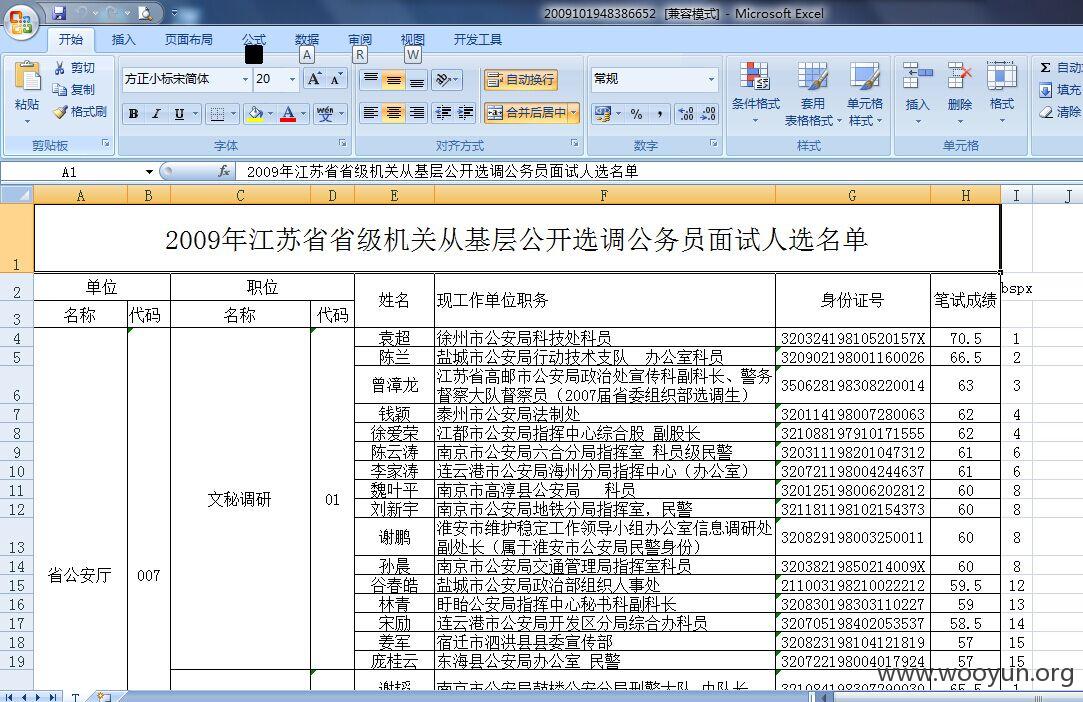 2009101948386652 [兼容模式] - Microsoft Excel
开始 插入 页面布局 公式 数据 审阅 视图 开发工具
A R W
剪切
复制
格式刷
粘贴
剪贴板
方正小标宋简体 20
B I U
字体
自动换行
合并后居中
对齐方式
常规
数字
条件格式 套用表格格式 单元格样式
样式
插入 删除 格式
单元格
Σ 自动
填充
清除
A1 fx 2009年江苏省省级机关从基层公开选调公务员面试人选名单
A B C D E F G H I J
1 2009年江苏省省级机关从基层公开选调公务员面试人选名单
2 单位 职位 姓名 现工作单位职务 身份证号 笔试成绩 bspx
3 名称 代码 名称 代码
省公安厅 007 文秘调研 01
4 袁超 徐州市公安局科技处科员 32032419810520157X 70.5 1
5 陈兰 盐城市公安局行动技术支队 办公室科员 320902198001160026 66.5 2
6 曾漳龙 江苏省高邮市公安局政治处宣传科副科长、警务
督察大队督察员（2007届省委组织部选调生） 350628198308220014 63 3
7 钱颖 泰州市公安局法制处 320114198007280063 62 4
8 徐爱荣 江都市公安局指挥中心综合股 副股长 321088197910171555 62 4
9 陈云涛 南京市公安局六合分局指挥室 科员级民警 320311198201047312 61 6
10 李家涛 连云港市公安局海州分局指挥中心（办公室） 320721198004244637 61 6
11 魏叶平 南京市高淳县公安局 科员 320125198006202812 60 8
12 刘新宇 南京市公安局地铁分局指挥室，民警 321181198102154373 60 8
13 谢鹏 淮安市维护稳定工作领导小组办公室信息调研处
副处长（属于淮安市公安局民警身份） 320829198003250011 60 8
14 孙晨 南京市公安局交通管理局指挥室科员 32038219850214009X 60 8
15 谷春皓 盐城市公安局政治部组织人事处 211003198210022212 59.5 12
16 林青 盱眙公安局指挥中心秘书科副科长 320830198303110227 59 13
17 宋励 连云港市公安局开发区分局综合办科员 320705198402053537 58.5 14
18 姜军 宿迁市泗洪县县委宣传部 320823198104121819 57 15
19 庞桂云 东海县公安局办公室 民警 320722198004017924 57 15
www.wooyun.org